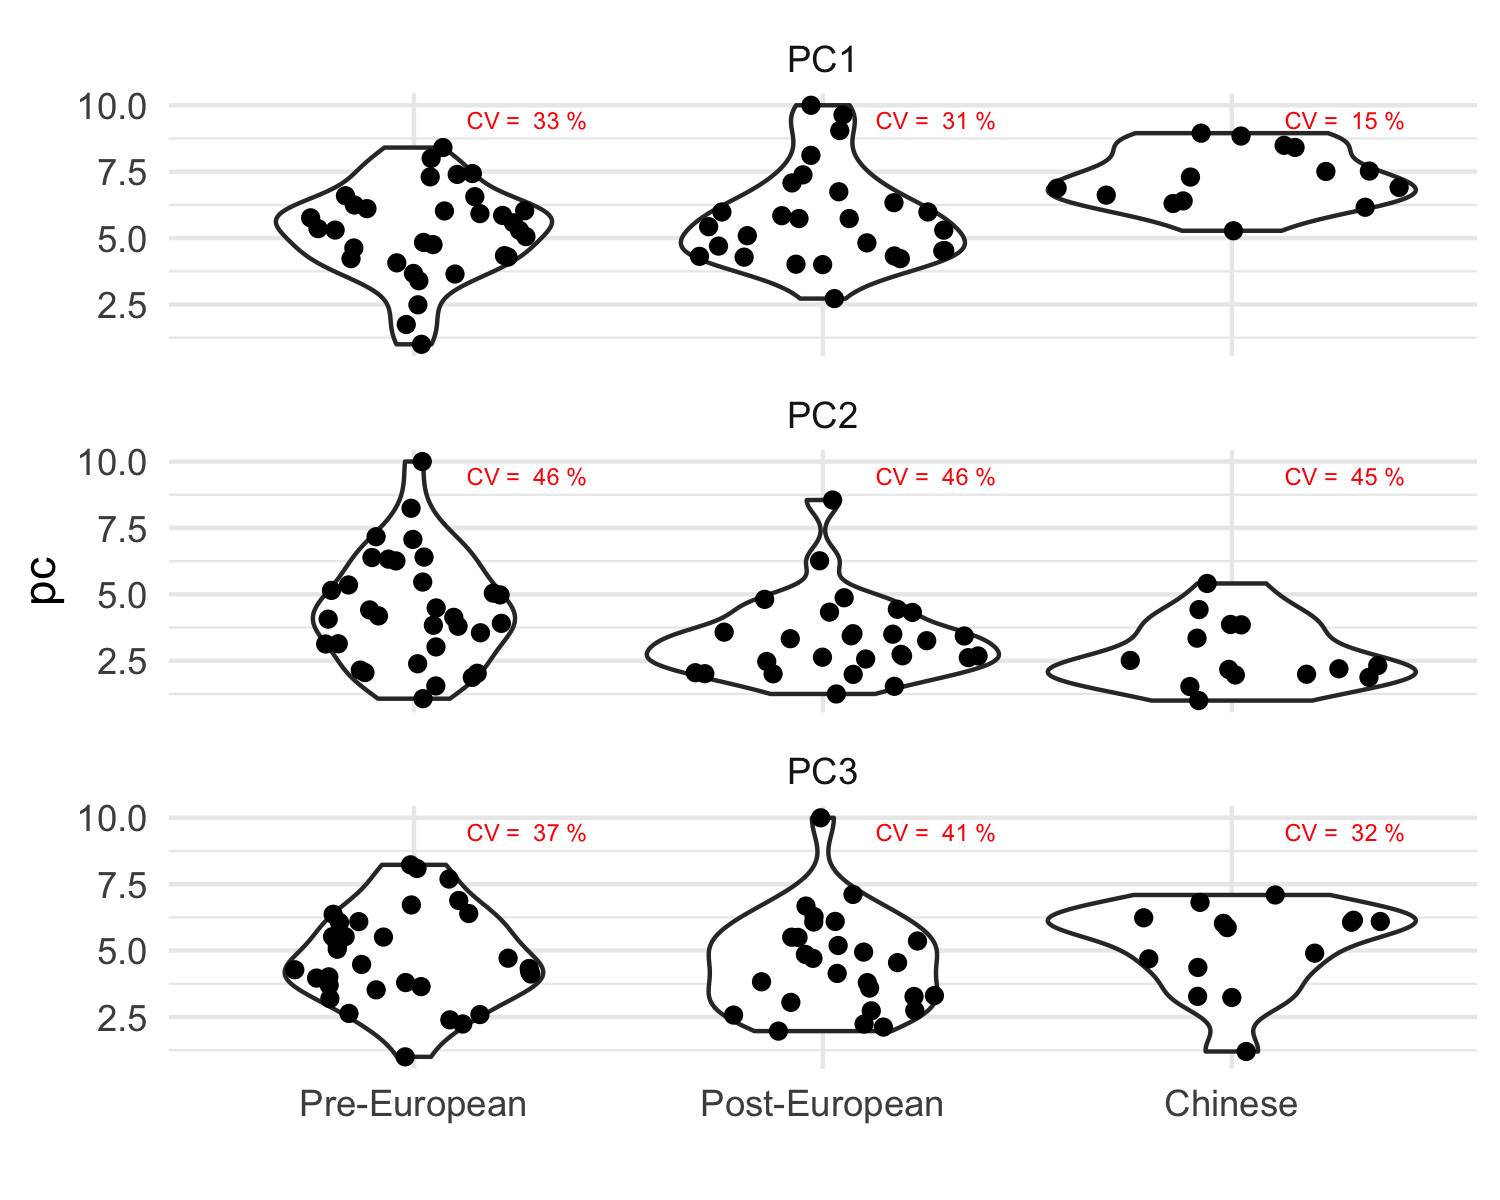 PC1
10.0
7.5
5.0
2.5
CV = 33 %
CV = 31 %
CV = 15 %
PC2
10.0
7.5
5.0
2.5
CV = 46 %
CV = 46 %
CV = 45 %
pc
PC3
10.0
7.5
5.0
2.5
CV = 37 %
CV = 41 %
CV = 32 %
Pre-European
Post-European
Chinese